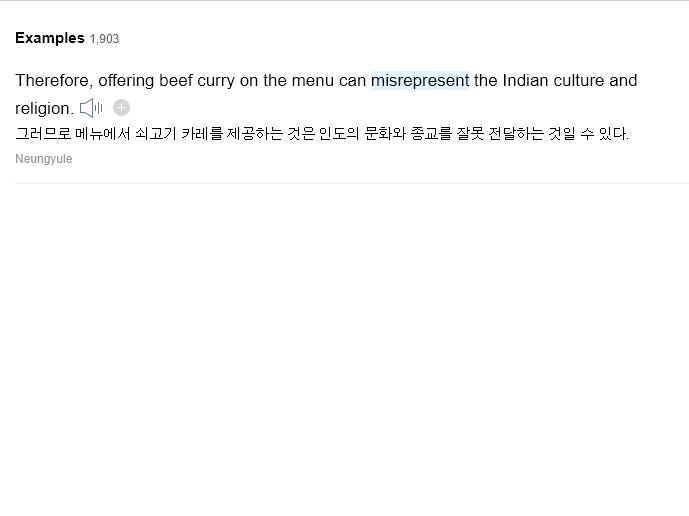 Examples 1,903
Therefore, offering beef curry on the menu can misrepresent the Indian culture and
religion.
그러므로 메뉴에서 쇠고기 카레를 제공하는 것은 인도의 문화와 종교를 잘못 전달하는 것일 수 있다.
Neungyule